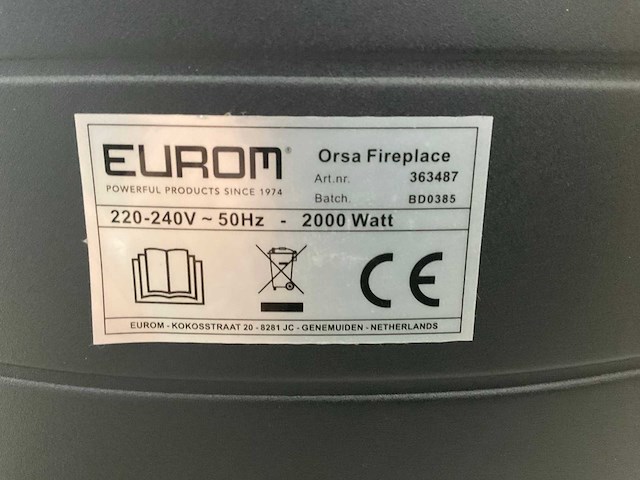 EUROM®
POWERFUL PRODUCTS SINCE 1974
Orsa Fireplace
Art.nr. 363487
Batch. BD0385
220-240V ~ 50Hz - 2000 Watt
CE
EUROM - KOKOSSTRAAT 20 - 8281 JC - GENEMUIDEN - NETHERLANDS